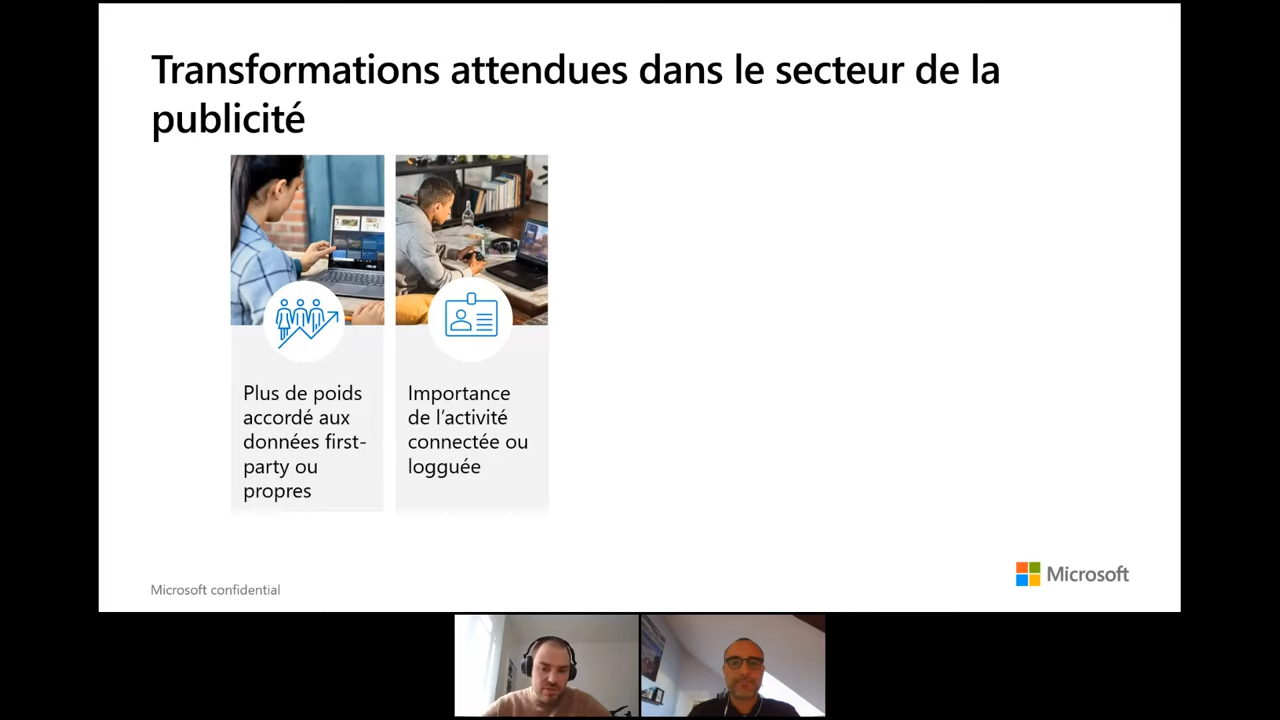 Transformations attendues dans le secteur de la
publicité
Plus de poids
accordé aux
données first-
party ou
propres
Importance
de l’activité
connectée ou
logguée
Microsoft confidential
Microsoft